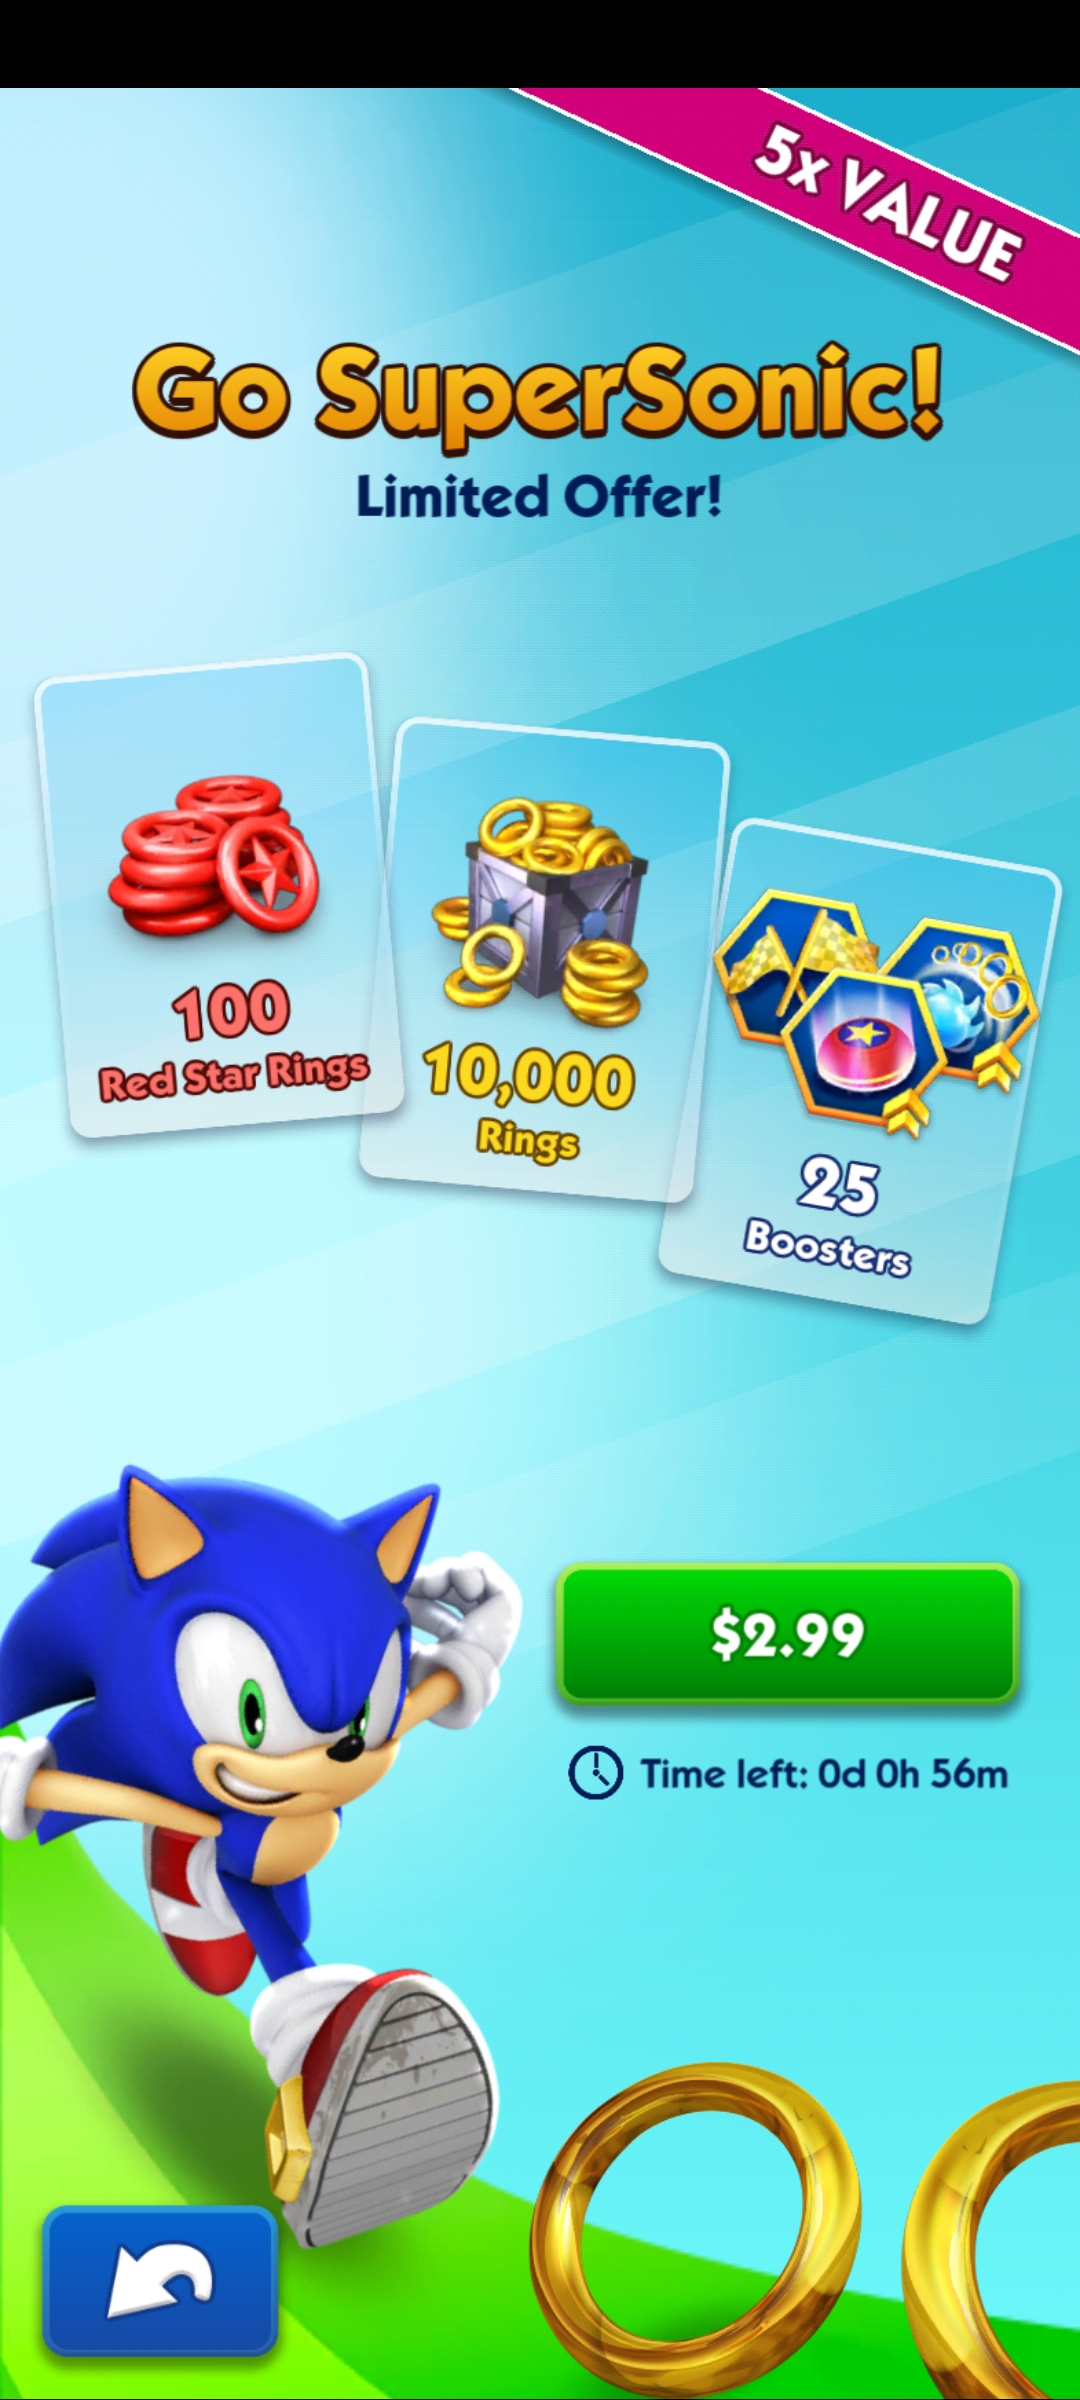 5x VALUE
Go SuperSonic!
Limited Offer!
100
Red Star Rings
10,000
Rings
25
Boosters
$2.99
Time left: 0d 0h 56m